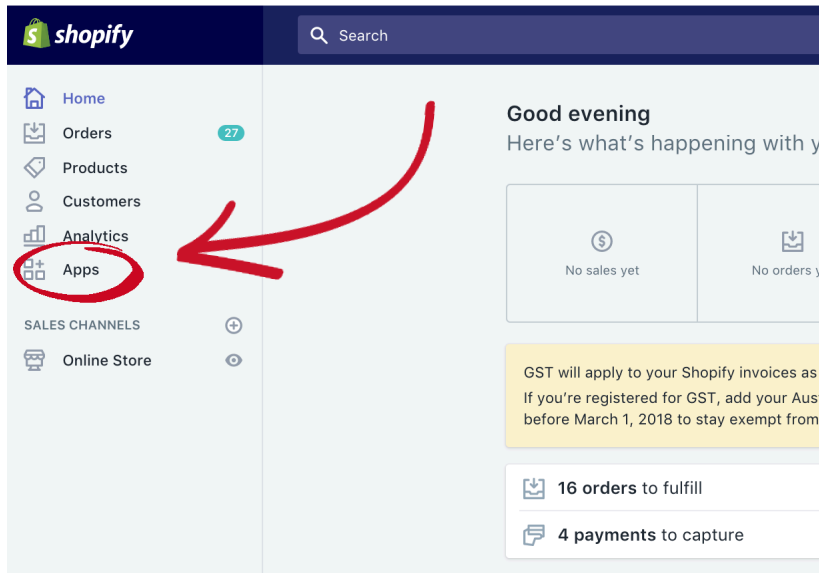 shopify
Search
Home
Orders
27
Products
Customers
Analytics
Apps
SALES CHANNELS
Online Store
Good evening
Here's what's happening with y
No sales yet
No orders y
GST will apply to your Shopify invoices as
If you're registered for GST, add your Aus
before March 1, 2018 to stay exempt from
16 orders to fulfill
4 payments to capture